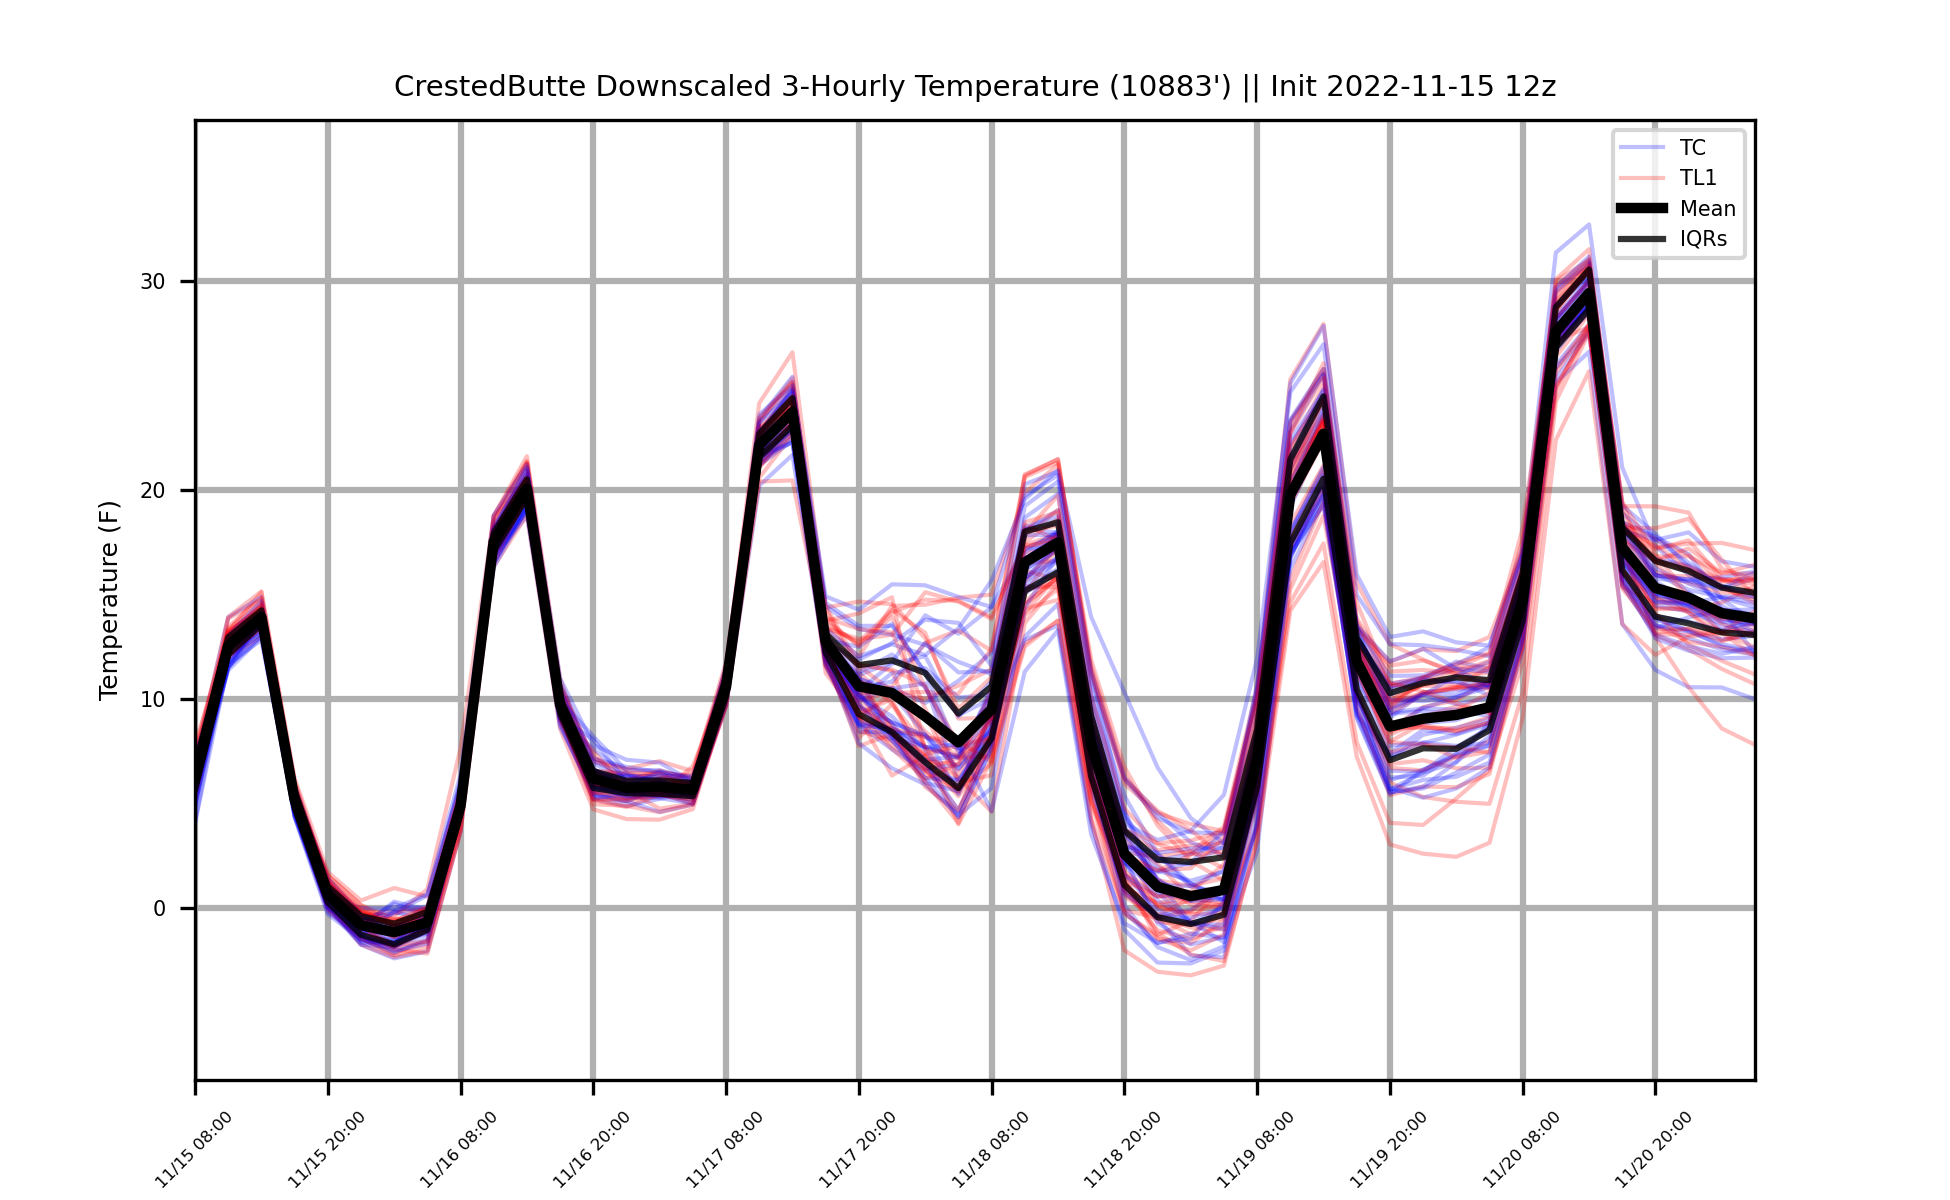 CrestedButte Downscaled 3-Hourly Temperature (10883') || Init 2022-11-15 12z
TC
TL1
Mean
IQRs
Temperature (F)
30
20
10
0
11/15 08:00
11/15 20:00
11/16 08:00
11/16 20:00
11/17 08:00
11/17 20:00
11/18 08:00
11/18 20:00
11/19 08:00
11/19 20:00
11/20 08:00
11/20 20:00